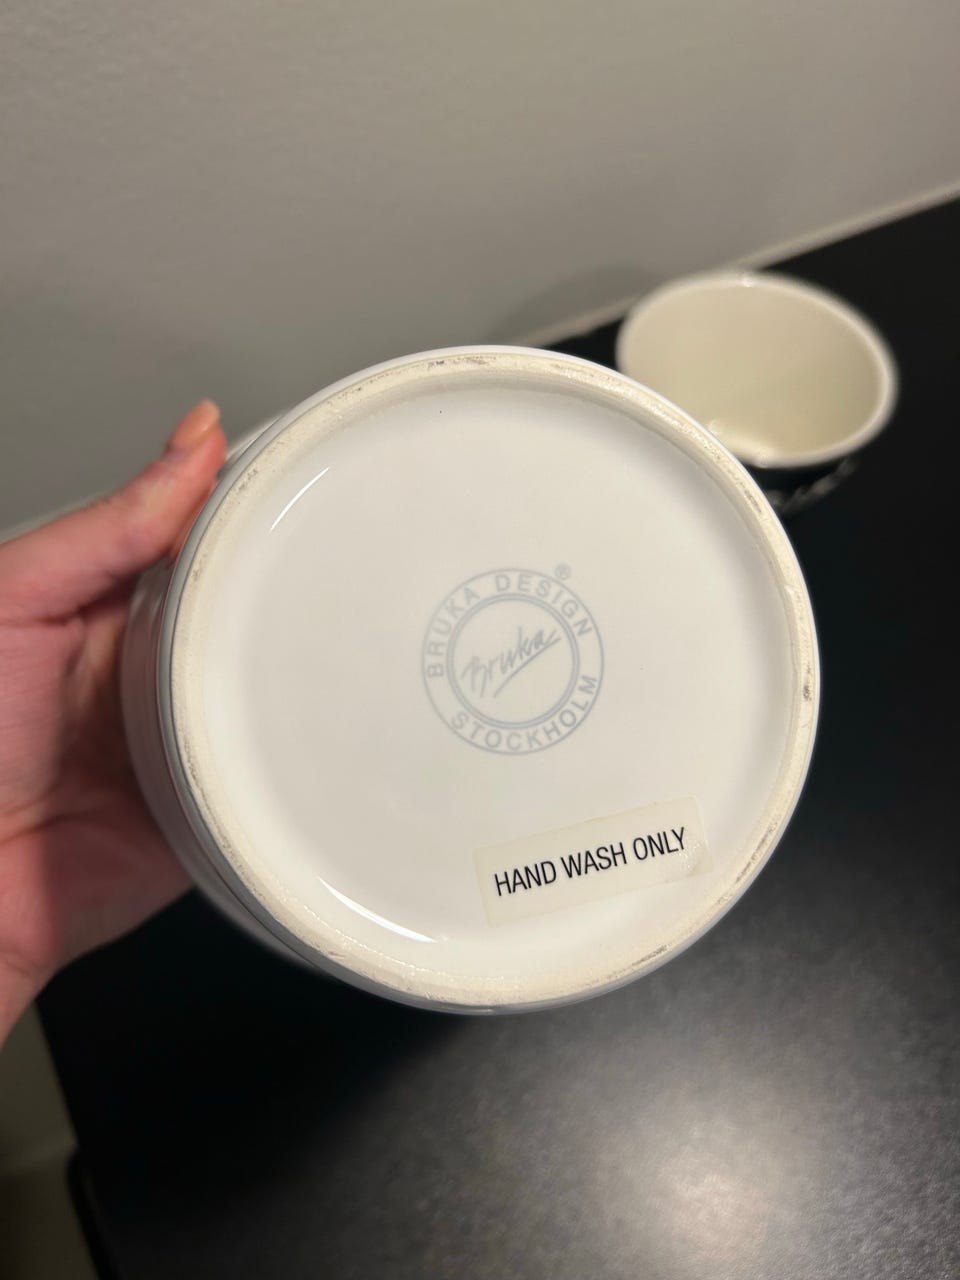 BRUKA DESIGN ®
Bruka
STOCKHOLM
HAND WASH ONLY